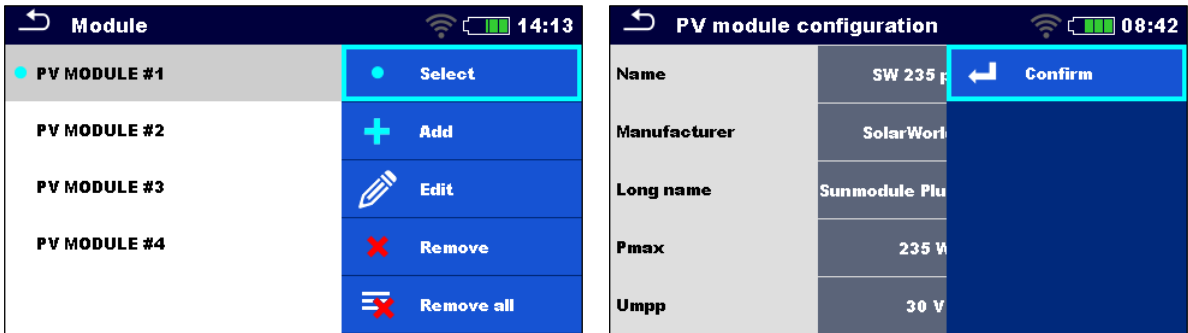 Module 14:13
PV MODULE #1
PV MODULE #2
PV MODULE #3
PV MODULE #4
Select
Add
Edit
Remove
Remove all
PV module configuration 08:42
Name SW 235 p
Manufacturer SolarWorl
Long name Sunmodule Plu
Pmax 235 W
Umpp 30 V
Confirm